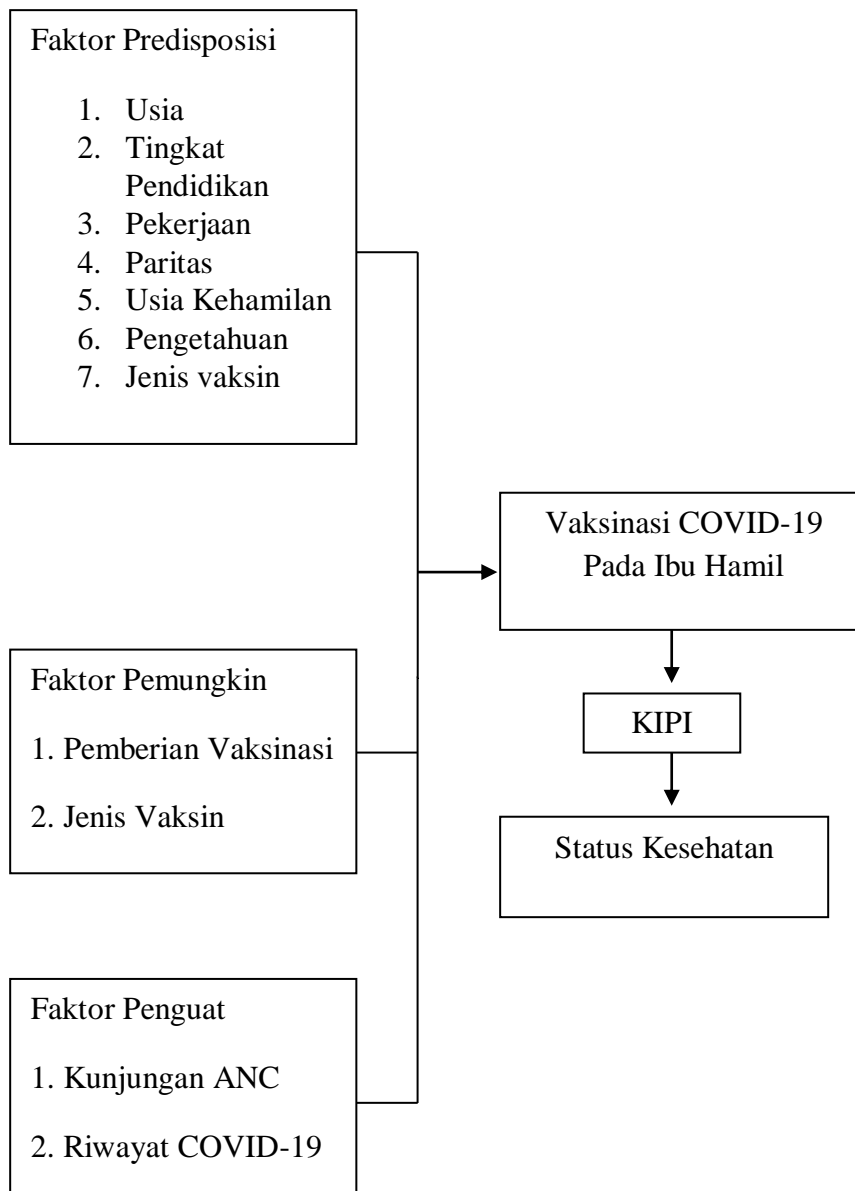 Faktor Predisposisi
1. Usia
2. Tingkat
Pendidikan
3. Pekerjaan
4. Paritas
5. Usia Kehamilan
6. Pengetahuan
7. Jenis vaksin
Vaksinasi COVID-19
Pada Ibu Hamil
Faktor Pemungkin
1. Pemberian Vaksinasi
2. Jenis Vaksin
KIPI
Status Kesehatan
Faktor Penguat
1. Kunjungan ANC
2. Riwayat COVID-19